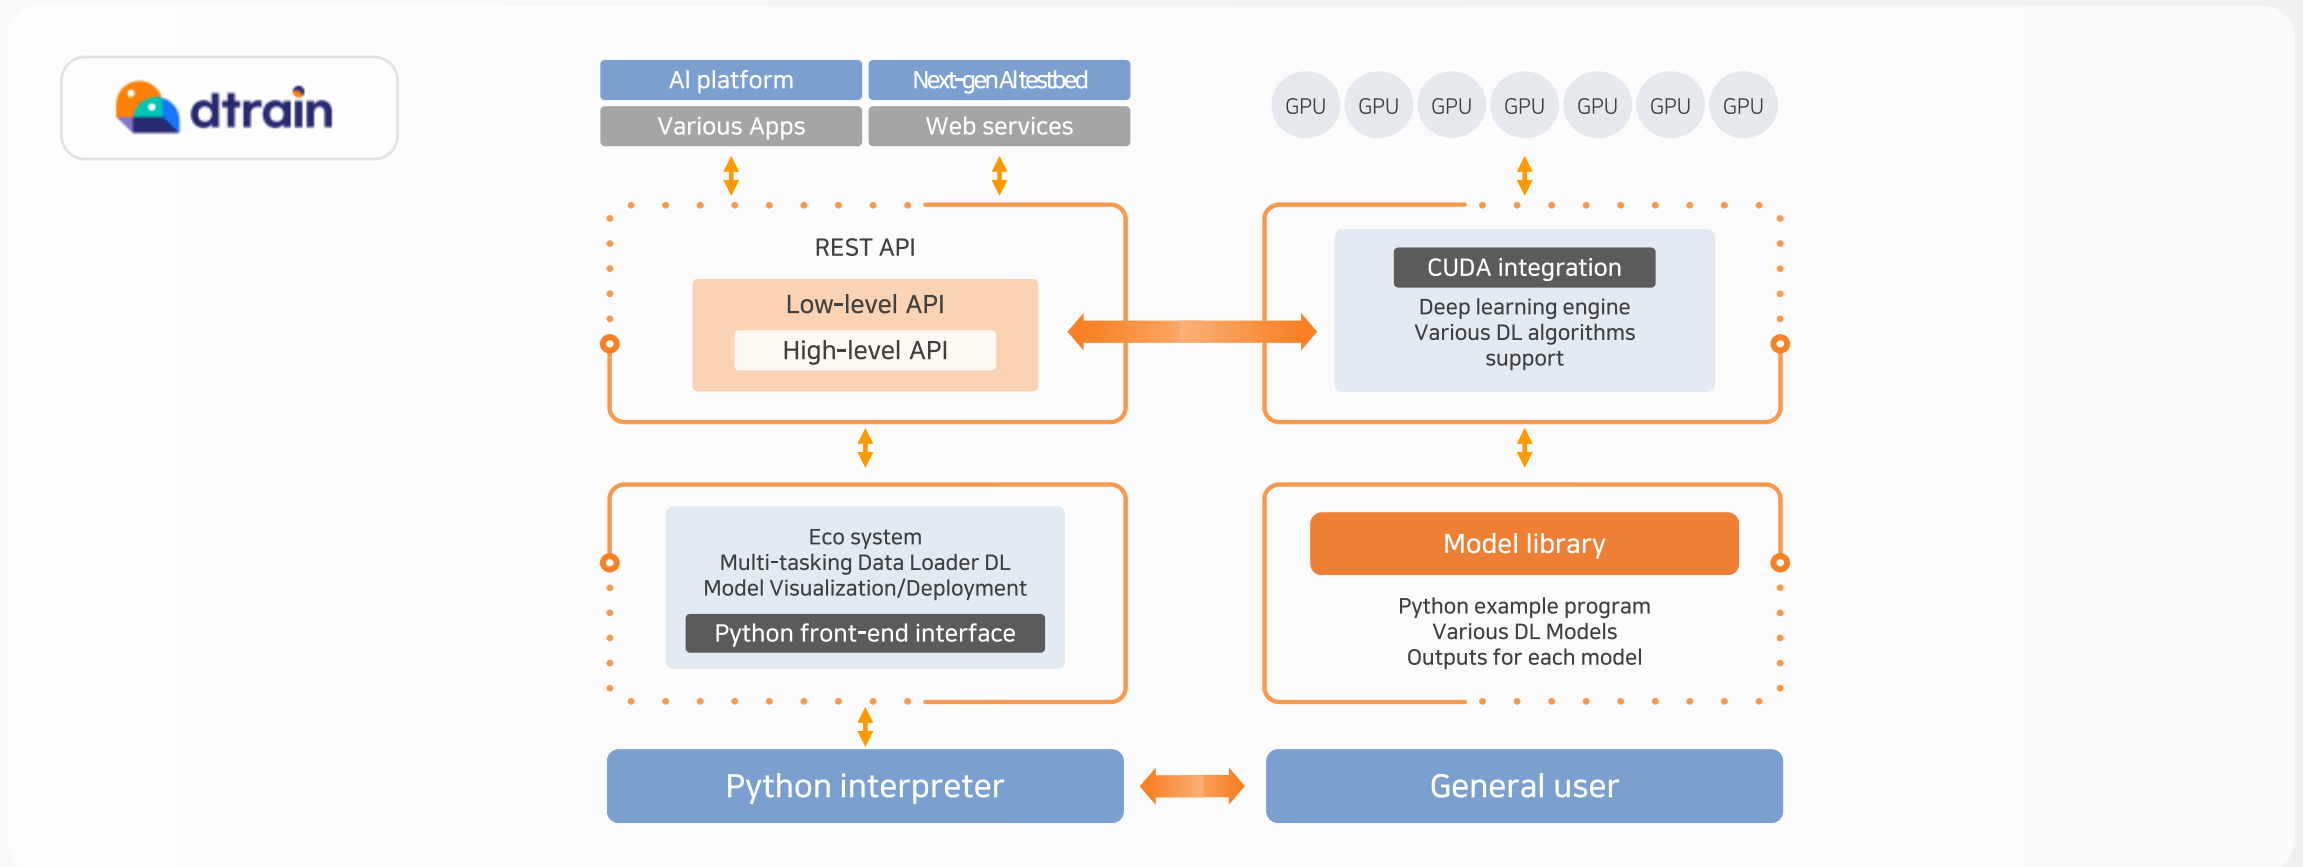 dtrain
AI platform
Next-gen AI testbed
Various Apps
Web services
GPU GPU GPU GPU GPU GPU GPU
REST API
Low-level API
High-level API
CUDA integration
Deep learning engine
Various DL algorithms
support
Eco system
Multi-tasking Data Loader DL
Model Visualization/Deployment
Python front-end interface
Model library
Python example program
Various DL Models
Outputs for each model
Python interpreter
General user